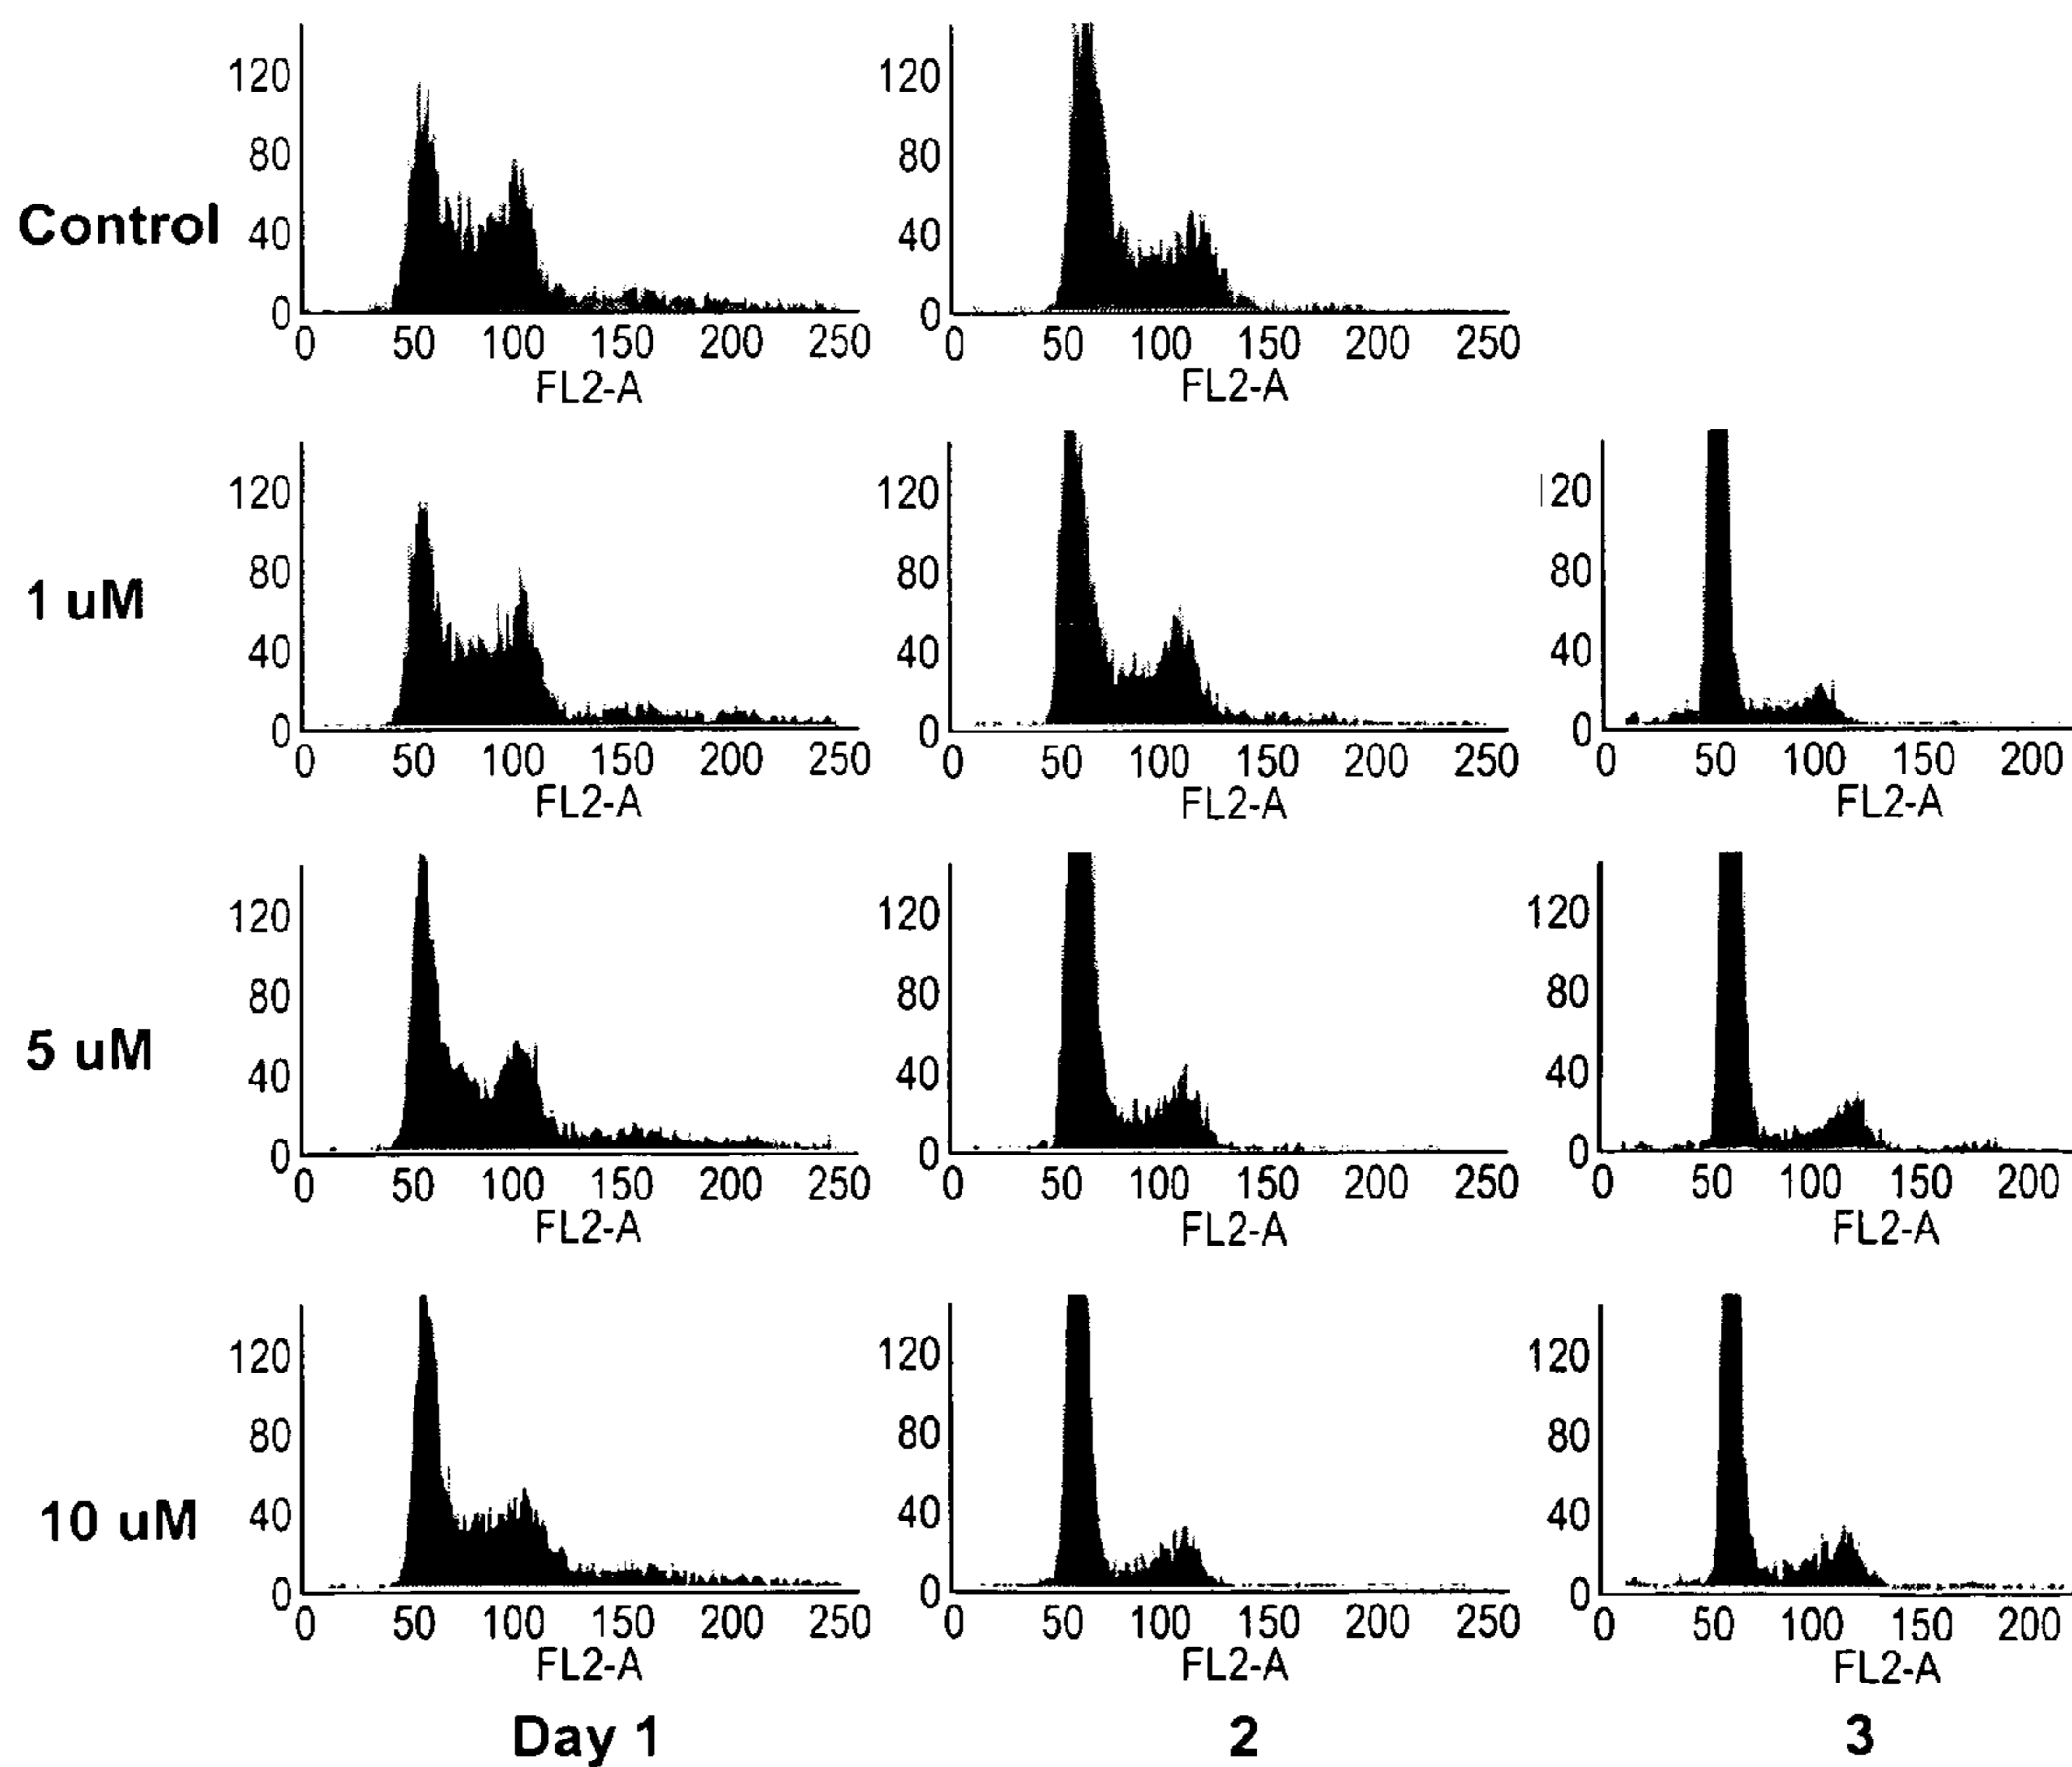 120 120
80 80
Control 40 40
0 0
0 50 100 150 200 250 0 50 100 150 200 250
FL2-A FL2-A
120 120 |20
80 80 80
1 uM 40 40 40
0 0 0
0 50 100 150 200 250 0 50 100 150 200 250 0 50 100 150 200
FL2-A FL2-A FL2-A
120 120 120
80 80 80
5 uM 40 40 40
0 0 0
0 50 100 150 200 250 0 50 100 150 200 250 0 50 100 150 200
FL2-A FL2-A FL2-A
120 120 120
80 80 80
10 uM 40 40 40
0 0 0
0 50 100 150 200 250 0 50 100 150 200 250 0 50 100 150 200
FL2-A FL2-A FL2-A
Day 1 2 3